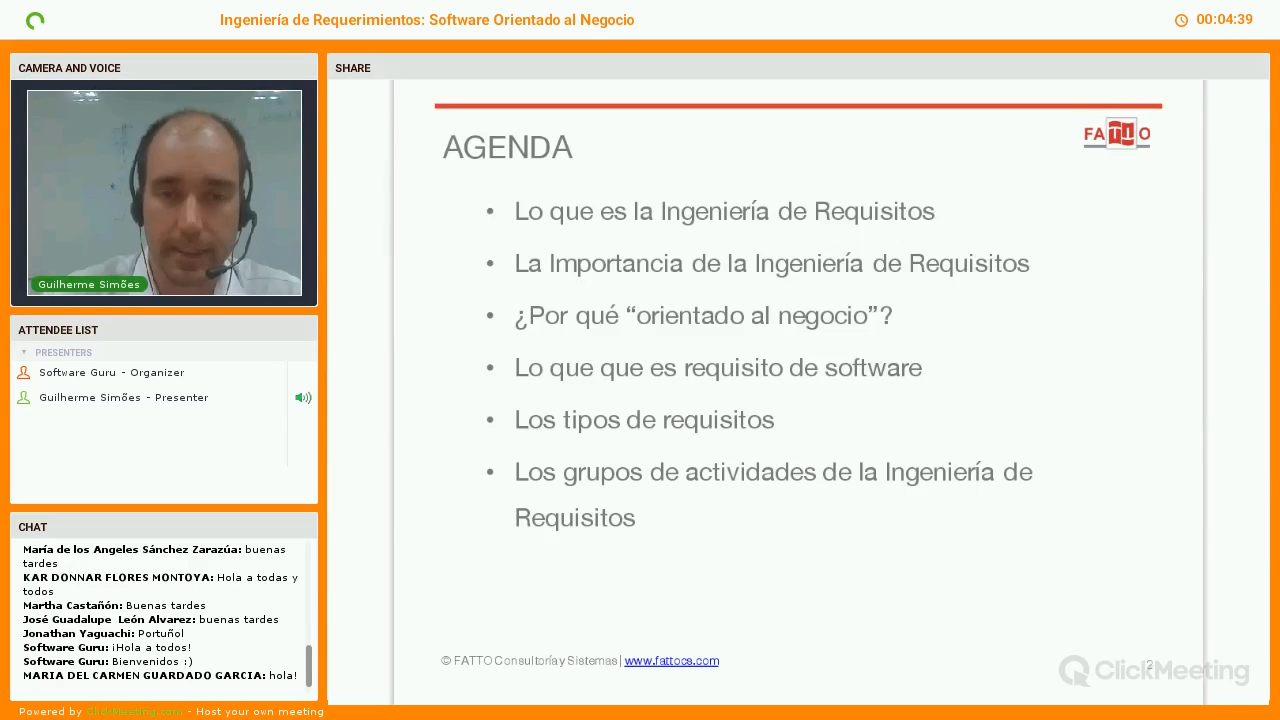 Ingeniería de Requerimientos: Software Orientado al Negocio
00:04:39
CAMERA AND VOICE
Guilherme Simões
ATTENDEE LIST
PRESENTERS
Software Guru - Organizer
Guilherme Simões - Presenter
CHAT
María de los Angeles Sánchez Zarazúa: buenas
tardes
KAR DONNAR FLORES MONTOYA: Hola a todas y
todos
Martha Castañón: Buenas tardes
José Guadalupe León Alvarez: buenas tardes
Jonathan Yaguachi: Portuñol
Software Guru: ¡Hola a todos!
Software Guru: Bienvenidos :)
MARIA DEL CARMEN GUARDADO GARCIA: hola!
Powered by ClickMeeting.com - Host your own meeting
SHARE
FATTO
AGENDA
• Lo que es la Ingeniería de Requisitos
• La Importancia de la Ingeniería de Requisitos
• ¿Por qué “orientado al negocio”?
• Lo que que es requisito de software
• Los tipos de requisitos
• Los grupos de actividades de la Ingeniería de
Requisitos
© FATTO Consultoría y Sistemas | www.fattocs.com
2
ClickMeeting